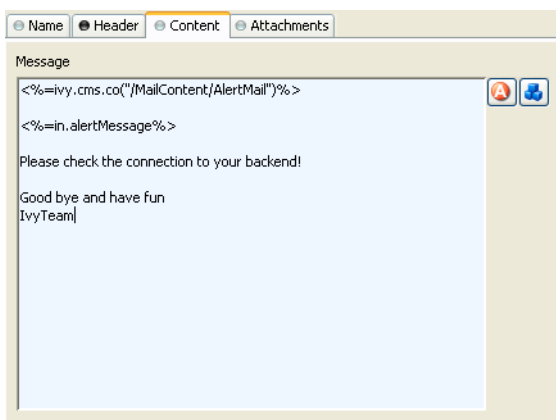 Name Header Content Attachments
Message
<%=ivy.cms.co("/MailContent/AlertMail")%>
<%=in.alertMessage%>
Please check the connection to your backend!
Good bye and have fun
IvyTeam
A